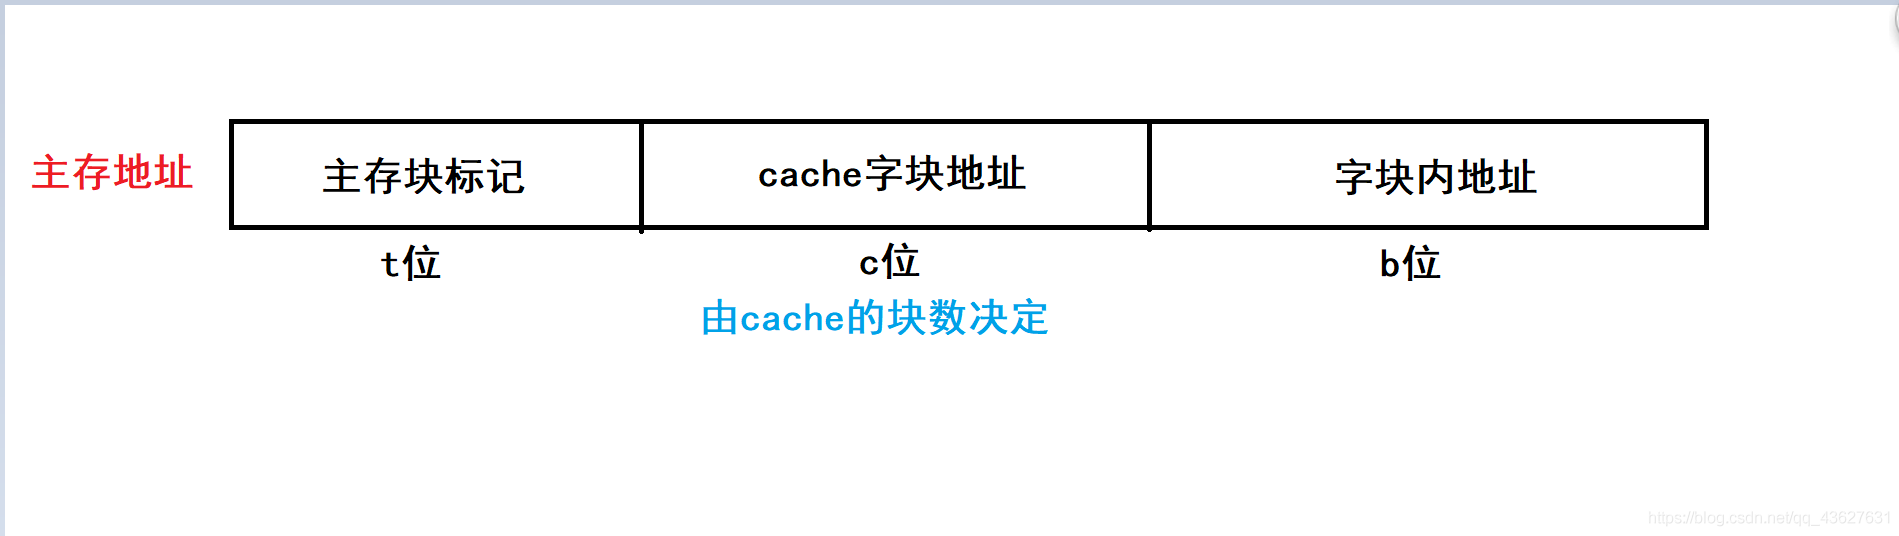 主存地址
主存块标记
cache字块地址
字块内地址
t位
c位
b位
由cache的块数决定
https://blog.csdn.net/qq_43627631